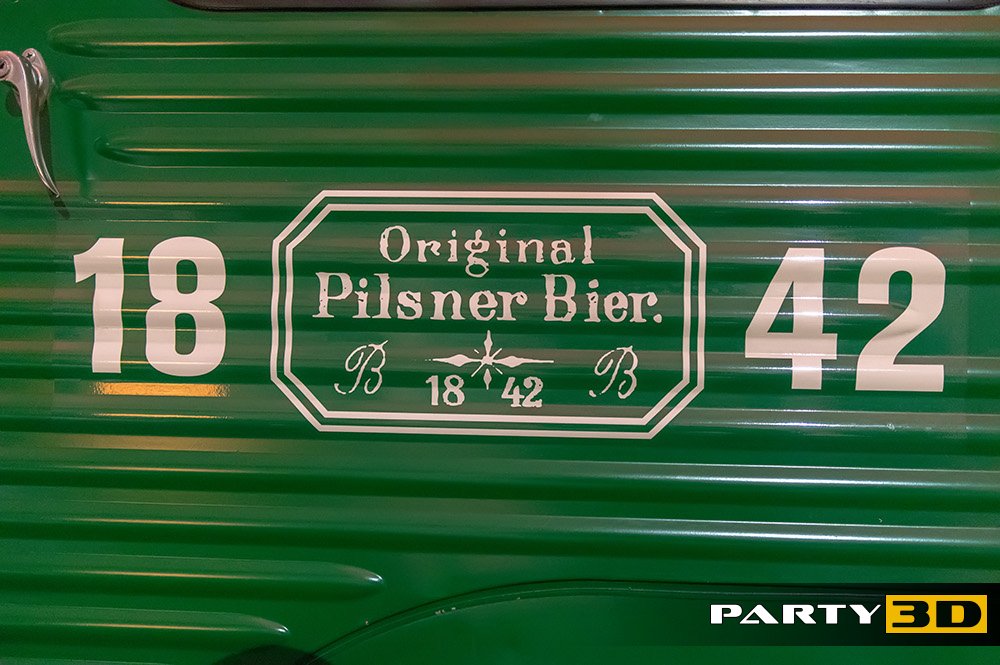 18
Original
Pilsner Bier.
B B
18 42
42
PARTY3D